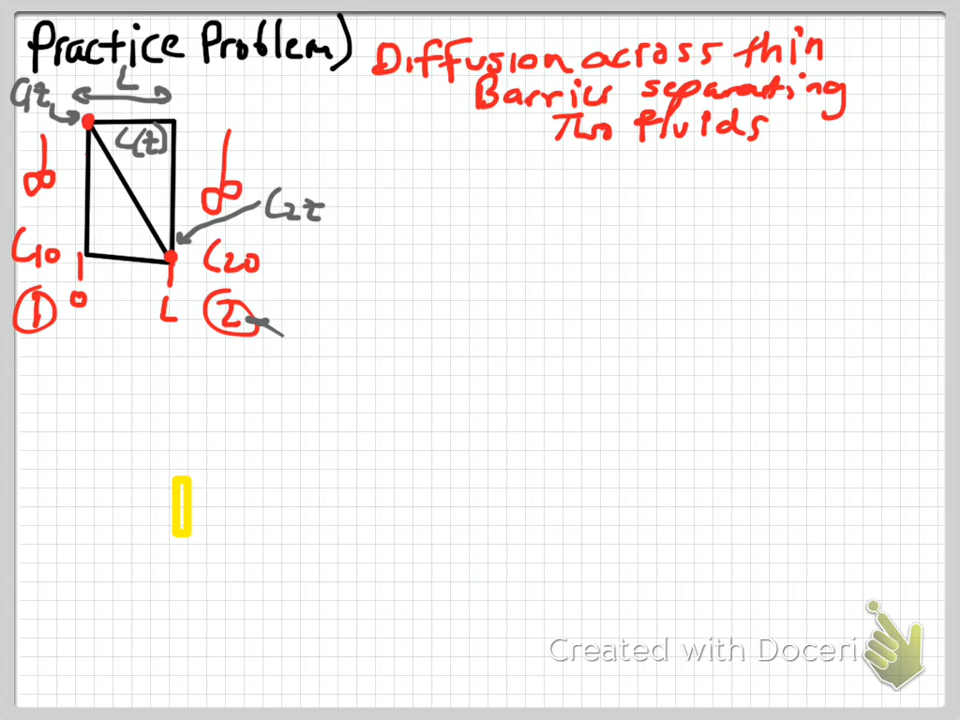 Practice Problem)
Diffusion across thin
Barrier separating
Two fluids
L
C1t
C(t)
C2t
C10
C20
0
L
1
2
Created with Doceri